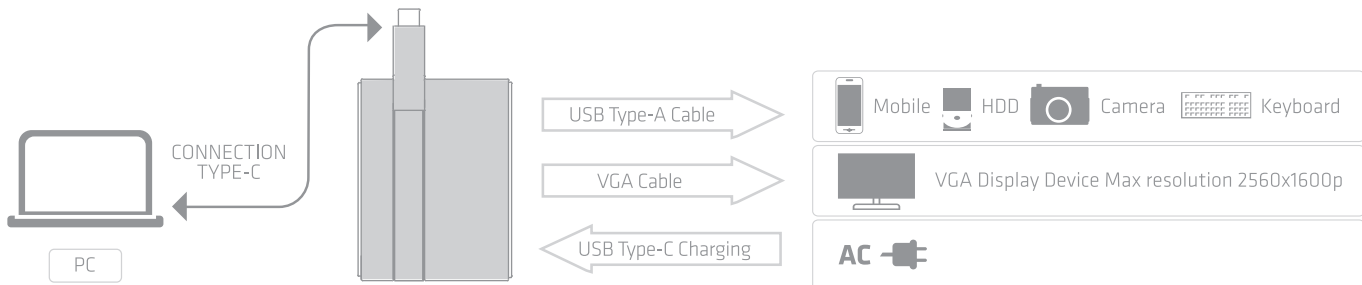 CONNECTION
TYPE-C
PC
USB Type-A Cable
VGA Cable
USB Type-C Charging
Mobile HDD Camera Keyboard
VGA Display Device Max resolution 2560x1600p
AC